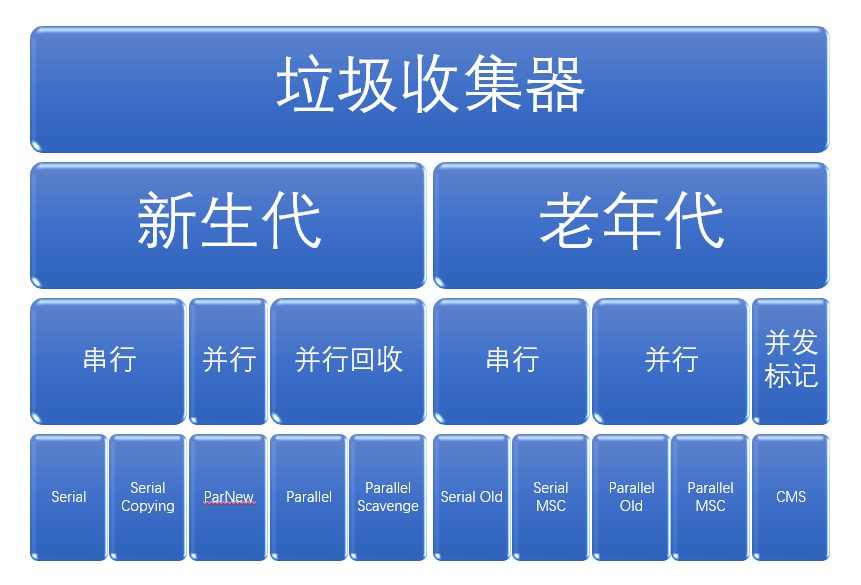 垃圾收集器
新生代
老年代
串行
并行
并行回收
串行
并行
并发
标记
Serial
Serial
Copying
ParNew
Parallel
Parallel
Scavenge
Serial Old
Serial
MSC
Parallel
Old
Parallel
MSC
CMS